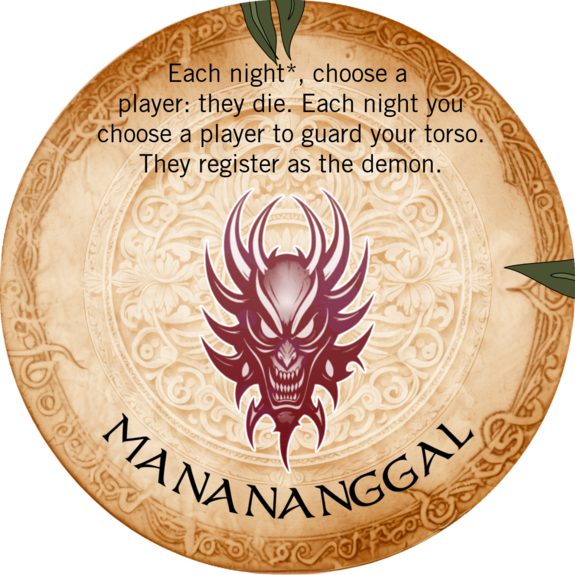 Each night*, choose a
player: they die. Each night you
choose a player to guard your torso.
They register as the demon.
MANANANGGAL